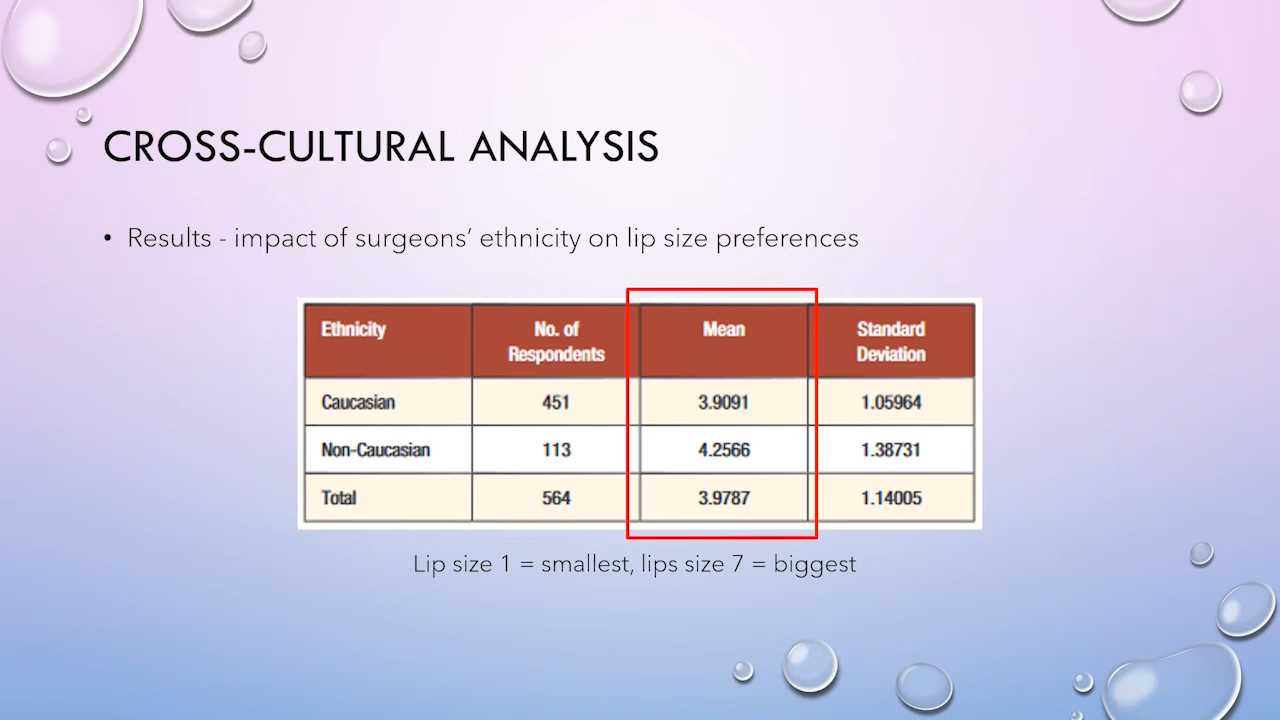 CROSS-CULTURAL ANALYSIS
• Results - impact of surgeons’ ethnicity on lip size preferences
Ethnicity No. of Respondents Mean Standard Deviation
Caucasian 451 3.9091 1.05964
Non-Caucasian 113 4.2566 1.38731
Total 564 3.9787 1.14005
Lip size 1 = smallest, lips size 7 = biggest